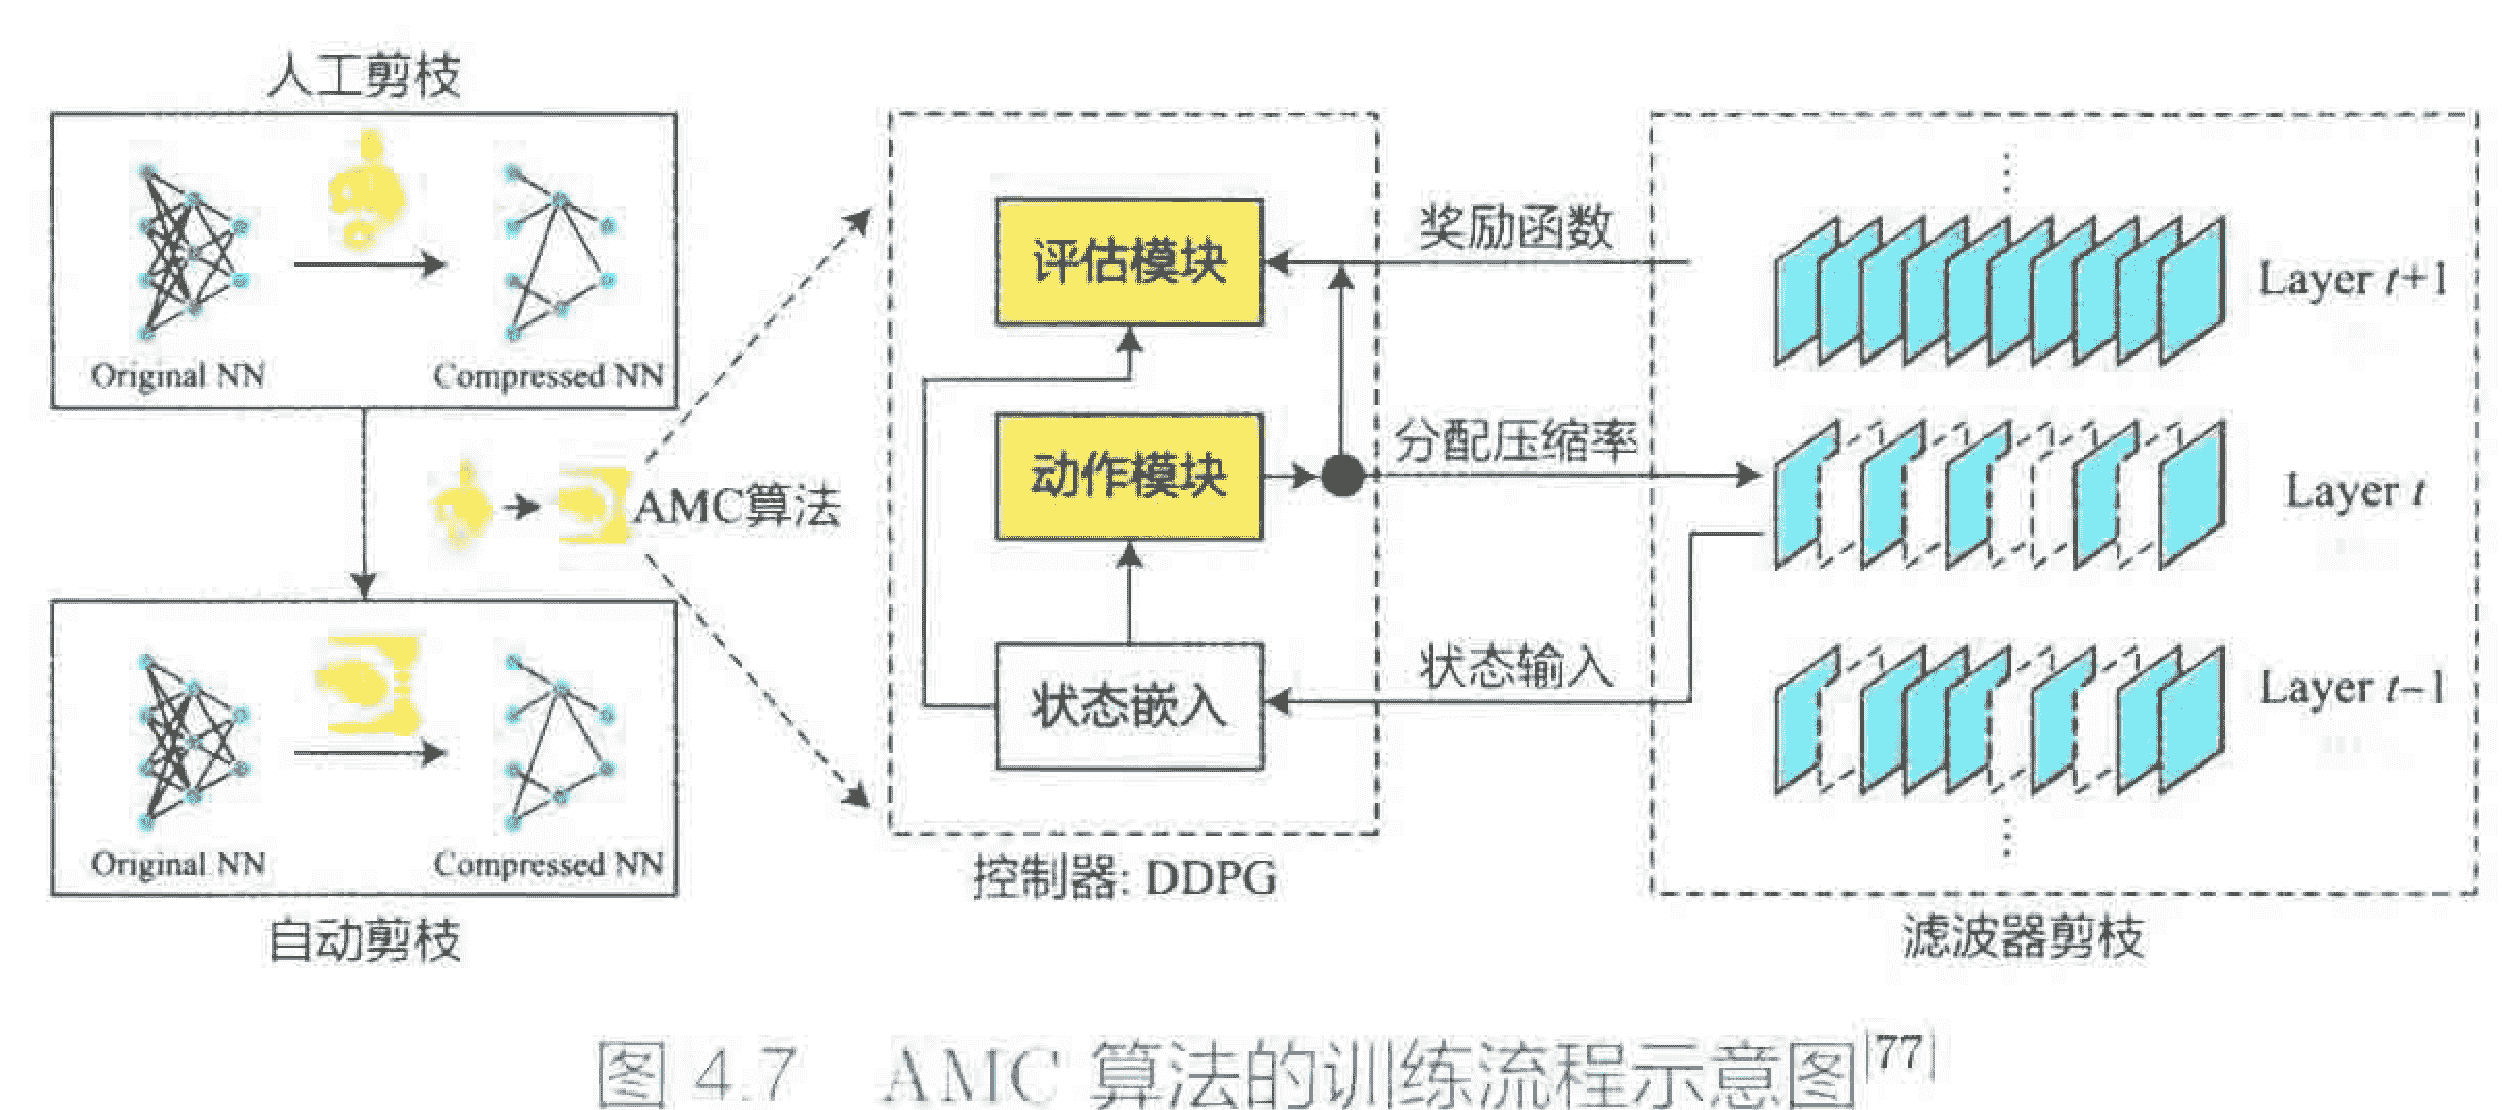 人工剪枝
Original NN
Compressed NN
AMC算法
Original NN
Compressed NN
自动剪枝
评估模块
动作模块
状态嵌入
控制器: DDPG
奖励函数
分配压缩率
状态输入
Layer t+1
Layer t
Layer t−1
滤波器剪枝
图 4.7 AMC 算法的训练流程示意图[77]